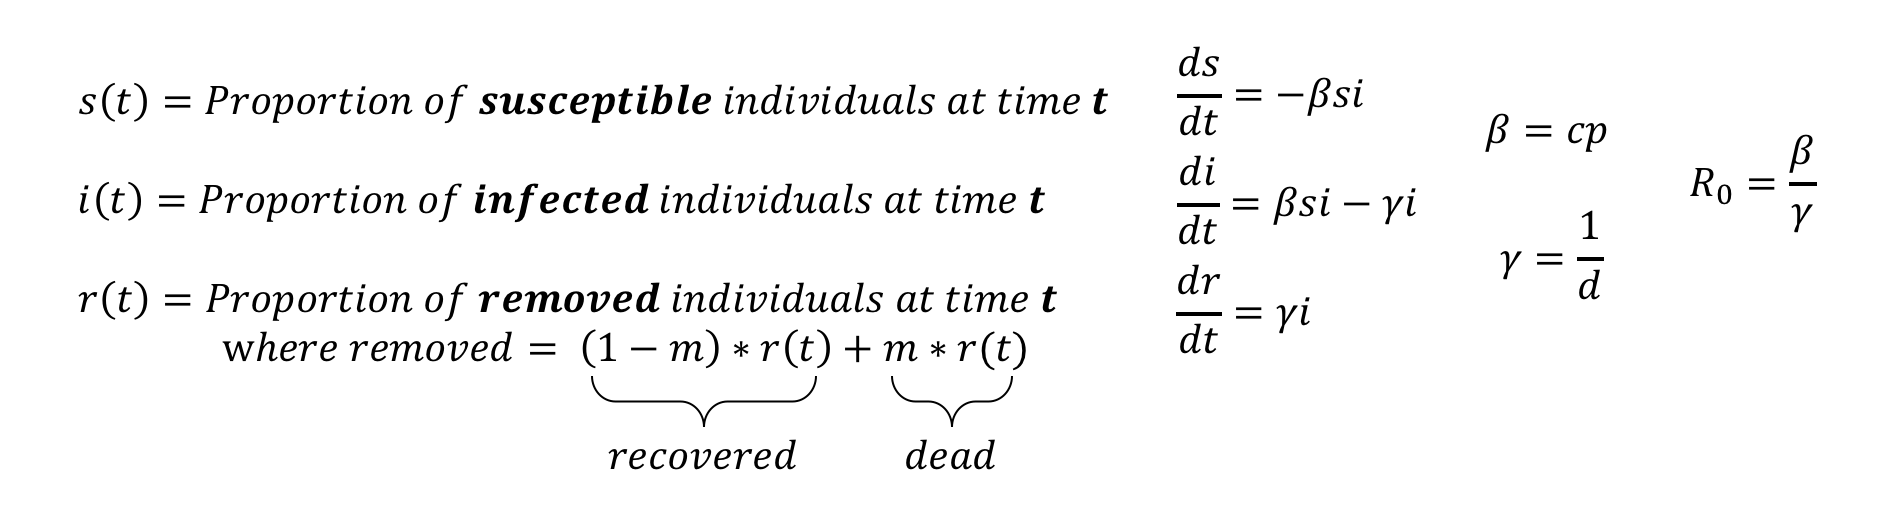 s(t) = Proportion of susceptible individuals at time t
i(t) = Proportion of infected individuals at time t
r(t) = Proportion of removed individuals at time t
where removed = (1 − m) ∗ r(t) + m ∗ r(t)
recovered dead
ds/dt = −βsi
di/dt = βsi − γi
dr/dt = γi
β = cp
γ = 1/d
R₀ = β/γ